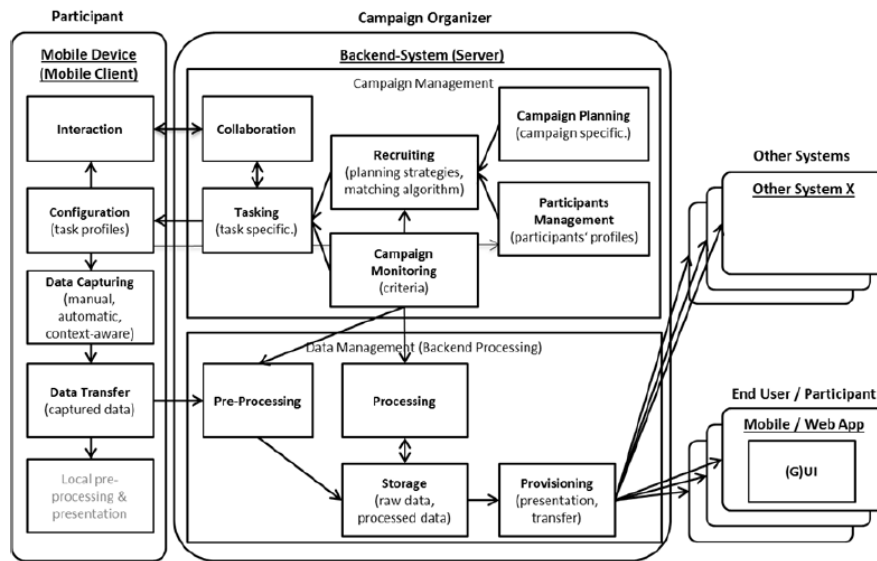 Participant
Campaign Organizer
Mobile Device
(Mobile Client)
Backend-System (Server)
Campaign Management
Interaction
Collaboration
Recruiting
(planning strategies,
matching algorithm)
Campaign Planning
(campaign specific.)
Configuration
(task profiles)
Tasking
(task specific.)
Participants
Management
(participants' profiles)
Campaign
Monitoring
(criteria)
Data Capturing
(manual,
automatic,
context-aware)
Data Management (Backend Processing)
Data Transfer
(captured data)
Pre-Processing
Processing
Local pre-
processing &
presentation
Storage
(raw data,
processed data)
Provisioning
(presentation,
transfer)
Other Systems
Other System X
End User / Participant
Mobile / Web App
(G)UI